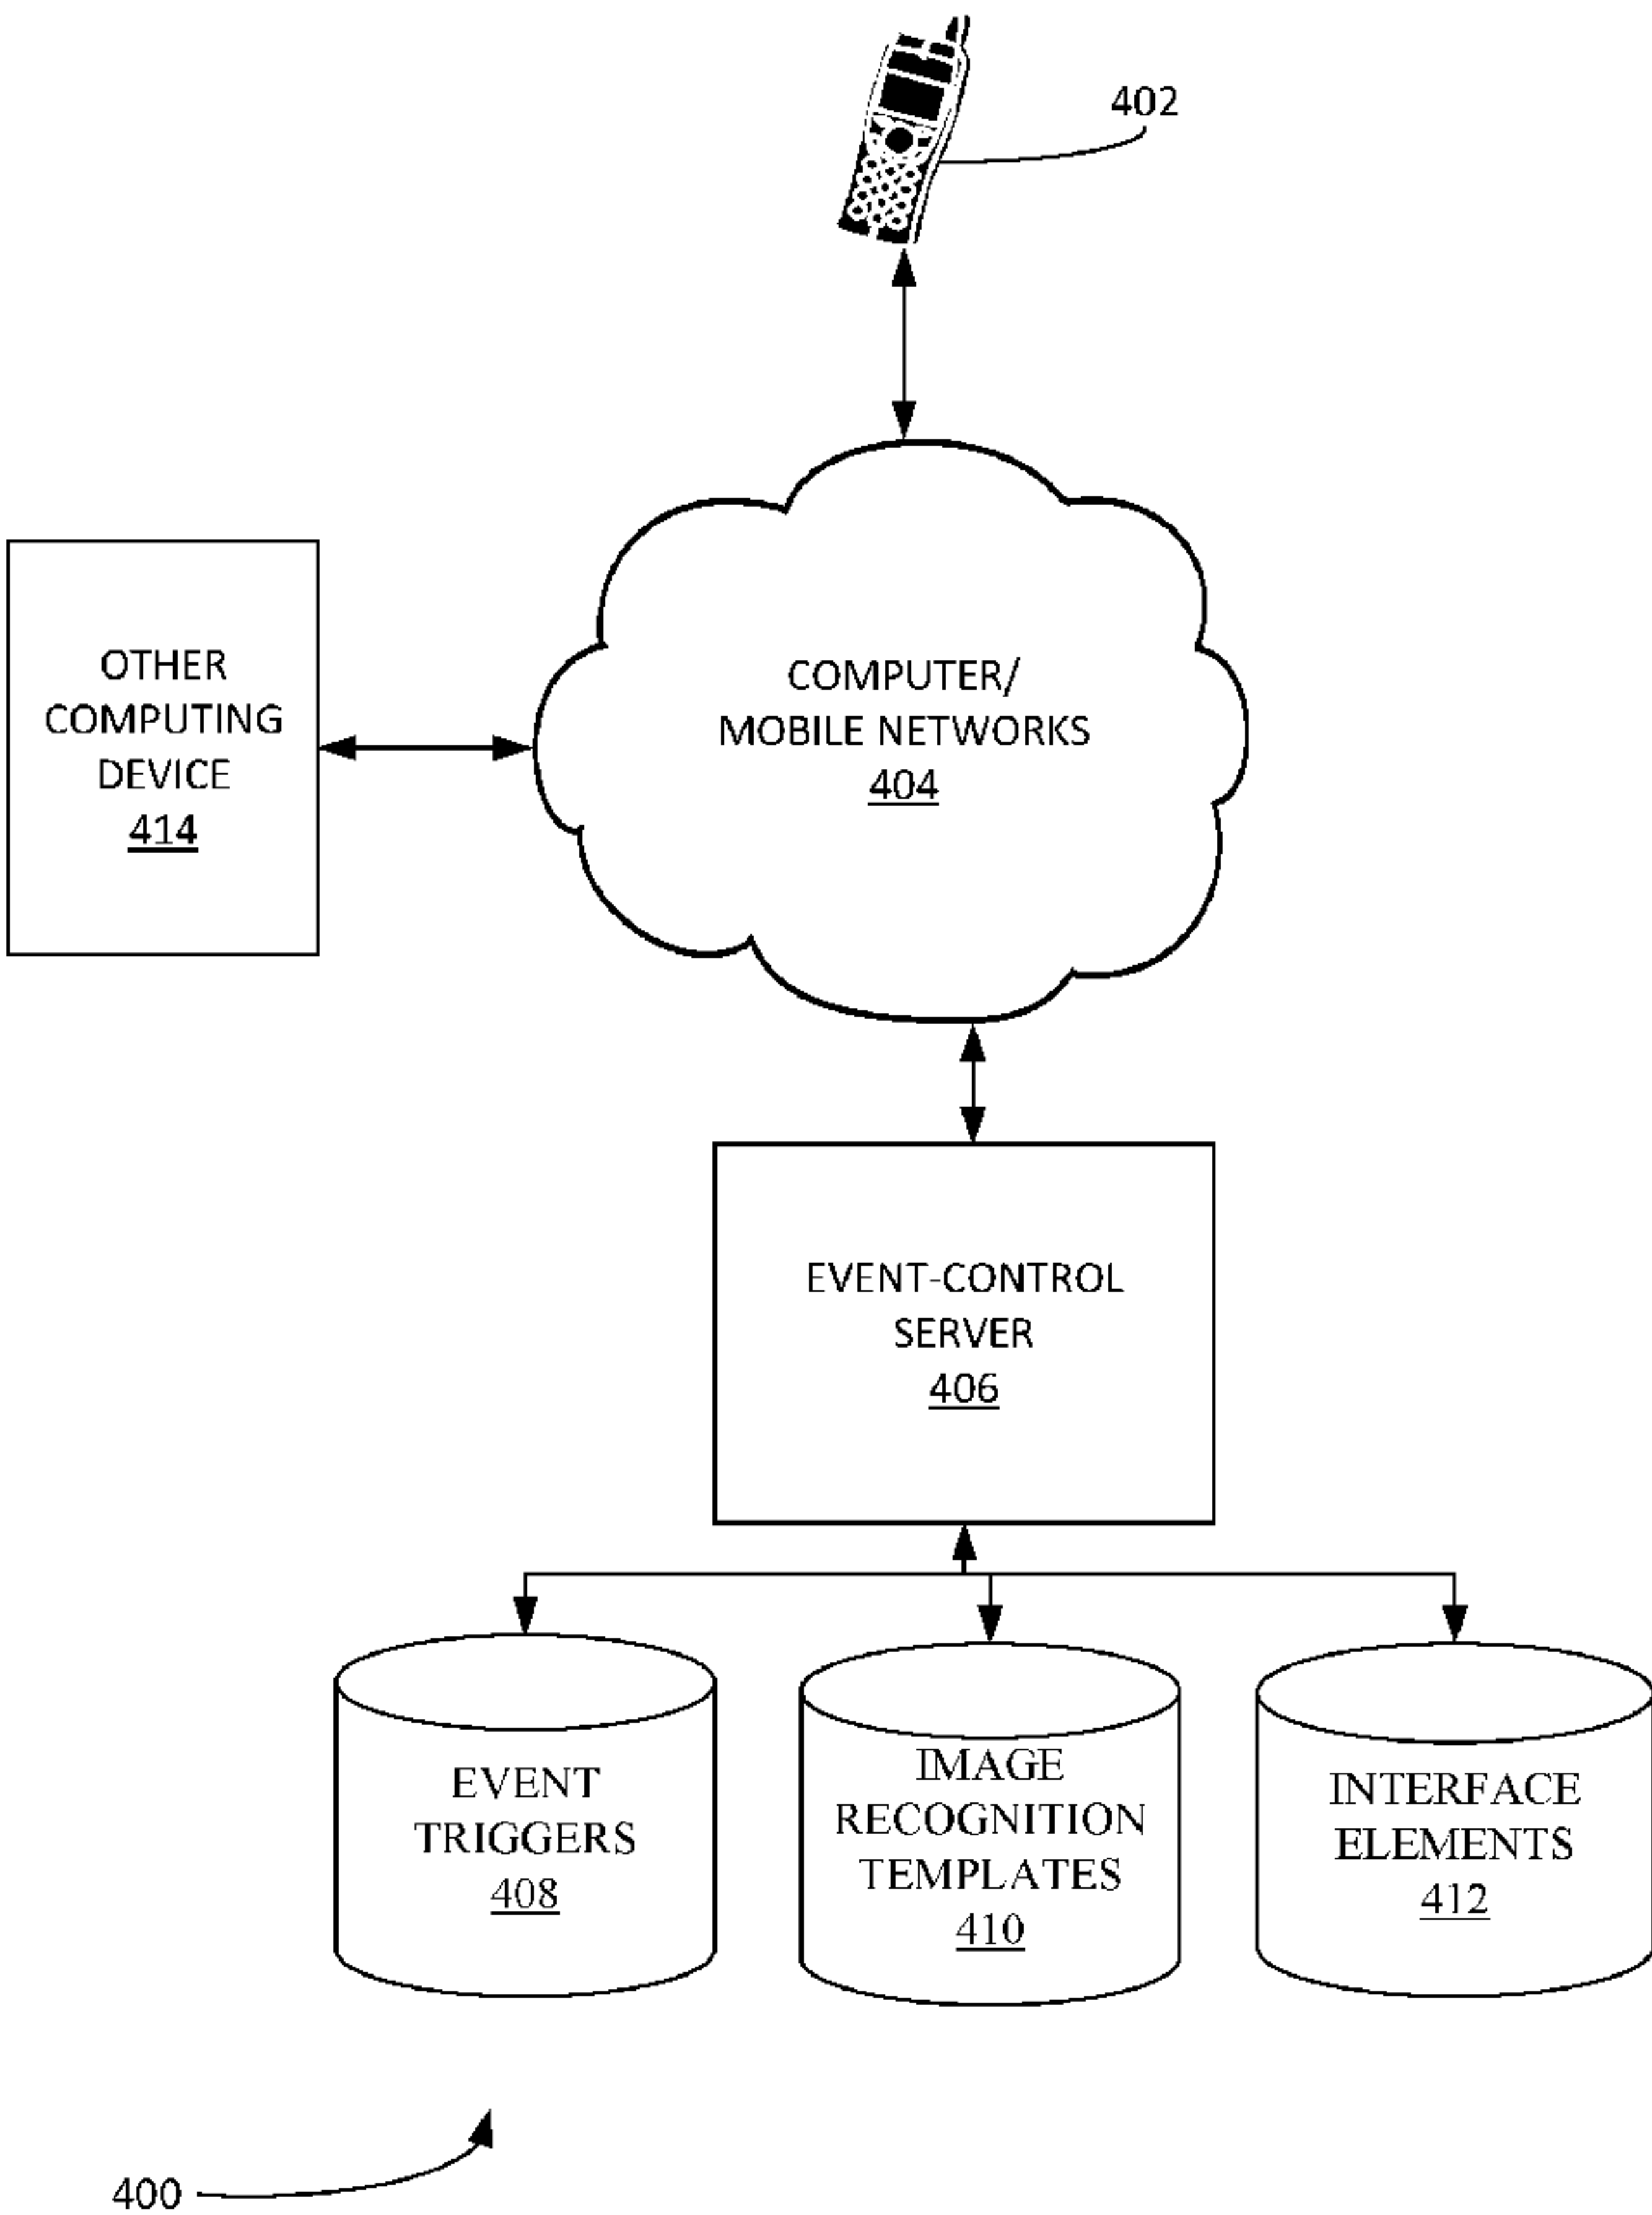 402
OTHER
COMPUTING
DEVICE
414
COMPUTER/
MOBILE NETWORKS
404
EVENT-CONTROL
SERVER
406
EVENT
TRIGGERS
408
IMAGE
RECOGNITION
TEMPLATES
410
INTERFACE
ELEMENTS
412
400